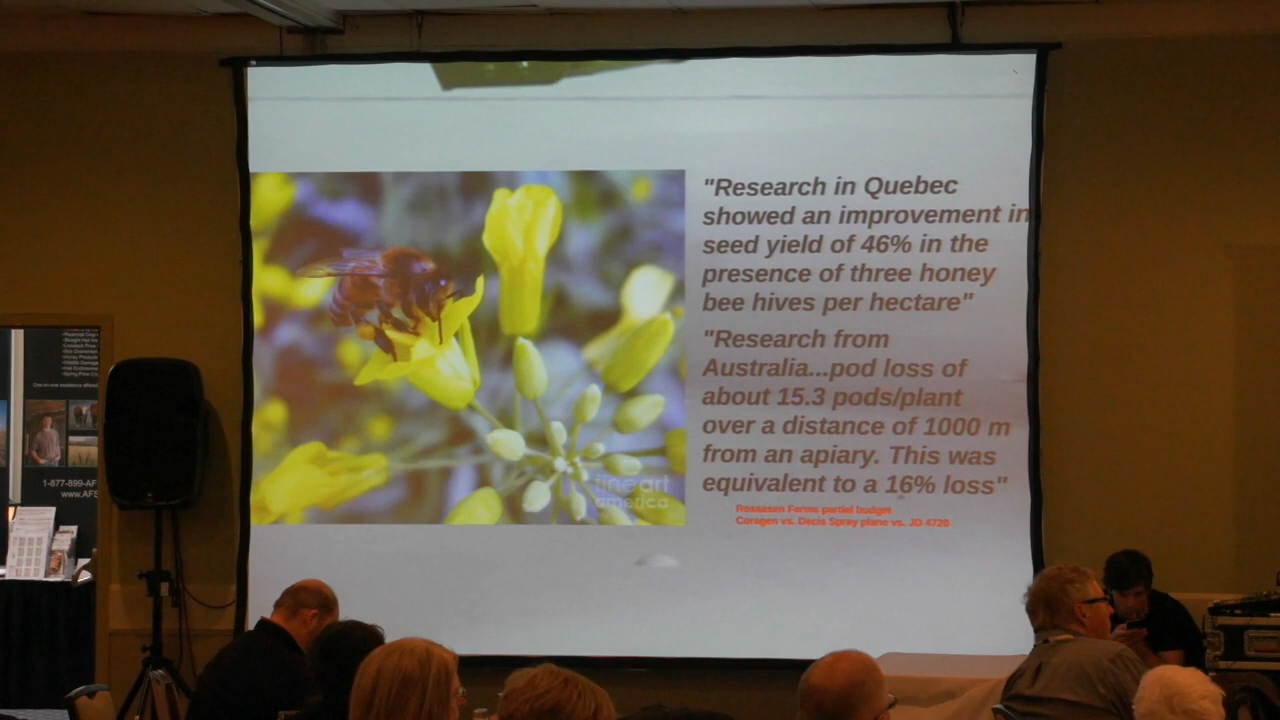 "Research in Quebec
showed an improvement in
seed yield of 46% in the
presence of three honey
bee hives per hectare"
"Research from
Australia...pod loss of
about 15.3 pods/plant
over a distance of 1000 m
from an apiary. This was
equivalent to a 16% loss"
Rossasen Farms partial budget
Coragen vs. Decis Spray plane vs. JD 4720
fine art
america
1-877-899-AF
www.AFS